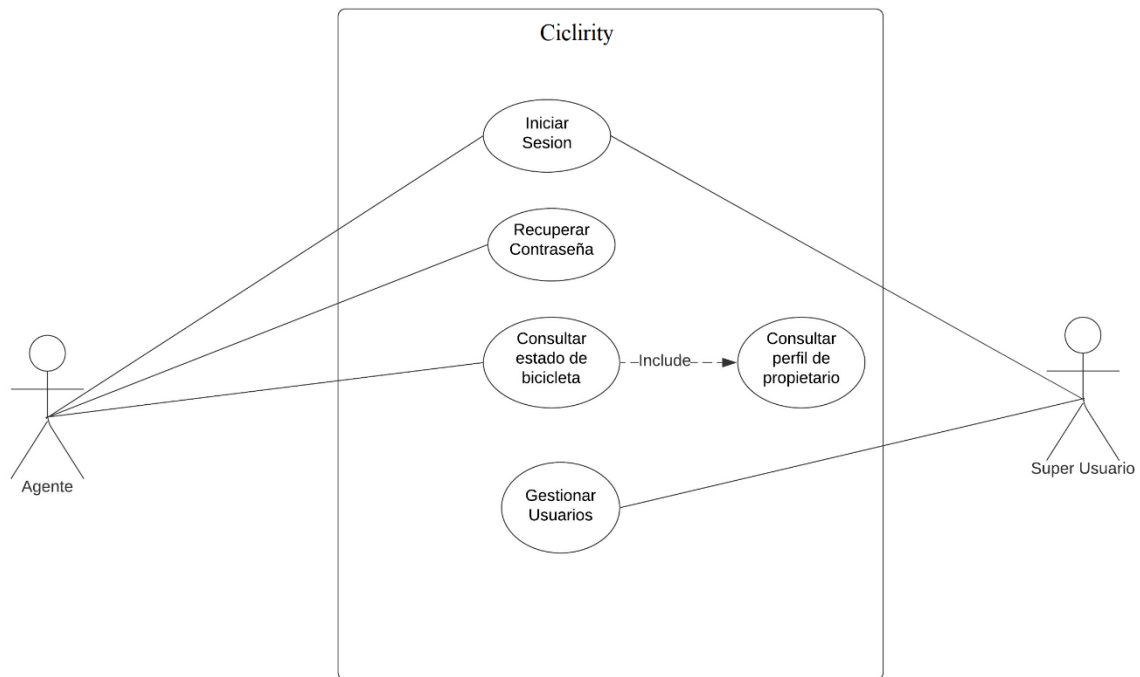 Ciclirity
Iniciar
Sesion
Recuperar
Contraseña
Consultar
estado de
bicicleta
Include
Consultar
perfil de
propietario
Agente
Super Usuario
Gestionar
Usuarios